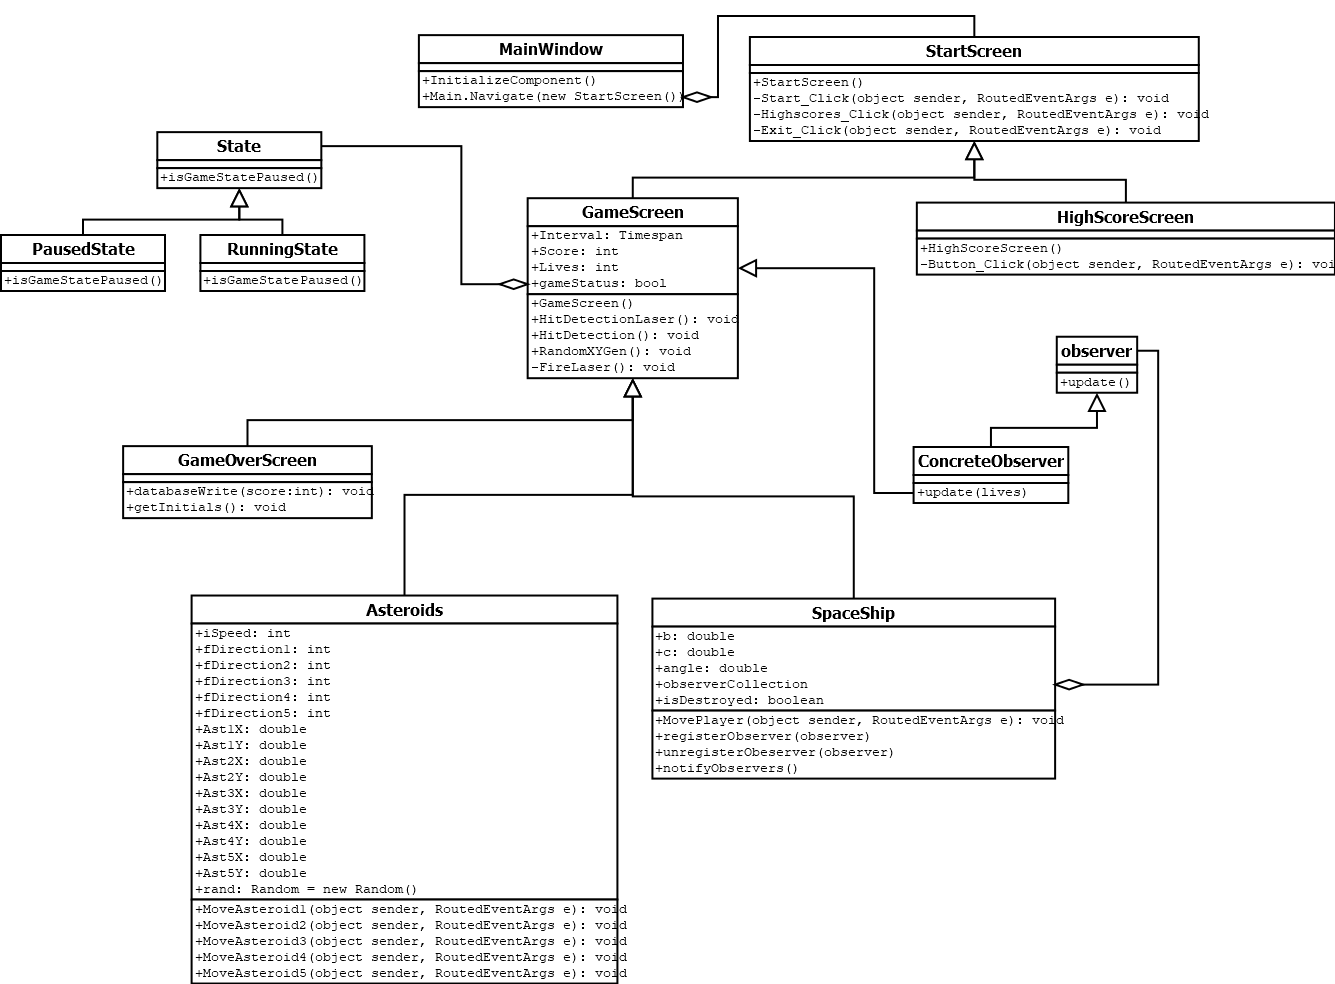 MainWindow
+InitializeComponent()
+Main.Navigate(new StartScreen())
StartScreen
+StartScreen()
-Start_Click(object sender, RoutedEventArgs e): void
-Highscores_Click(object sender, RoutedEventArgs e): void
-Exit_Click(object sender, RoutedEventArgs e): void
State
+isGameStatePaused()
PausedState
+isGameStatePaused()
RunningState
+isGameStatePaused()
GameScreen
+Interval: Timespan
+Score: int
+Lives: int
+gameStatus: bool
+GameScreen()
+HitDetectionLaser(): void
+HitDetection(): void
+RandomXYGen(): void
-FireLaser(): void
HighScoreScreen
+HighScoreScreen()
-Button_Click(object sender, RoutedEventArgs e): voi
observer
+update()
ConcreteObserver
+update(lives)
GameOverScreen
+databaseWrite(score:int): void
+getInitials(): void
Asteroids
+iSpeed: int
+fDirection1: int
+fDirection2: int
+fDirection3: int
+fDirection4: int
+fDirection5: int
+Ast1X: double
+Ast1Y: double
+Ast2X: double
+Ast2Y: double
+Ast3X: double
+Ast3Y: double
+Ast4X: double
+Ast4Y: double
+Ast5X: double
+Ast5Y: double
+rand: Random = new Random()
+MoveAsteroid1(object sender, RoutedEventArgs e): void
+MoveAsteroid2(object sender, RoutedEventArgs e): void
+MoveAsteroid3(object sender, RoutedEventArgs e): void
+MoveAsteroid4(object sender, RoutedEventArgs e): void
+MoveAsteroid5(object sender, RoutedEventArgs e): void
SpaceShip
+b: double
+c: double
+angle: double
+observerCollection
+isDestroyed: boolean
+MovePlayer(object sender, RoutedEventArgs e): void
+registerObserver(observer)
+unregisterObeserver(observer)
+notifyObservers()